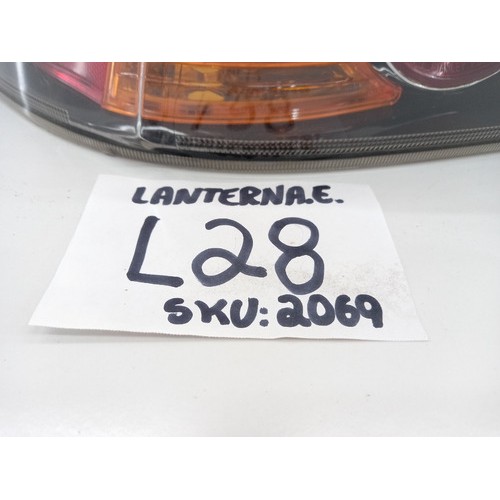 LANTERNA.E.
L28
SKU: 2069